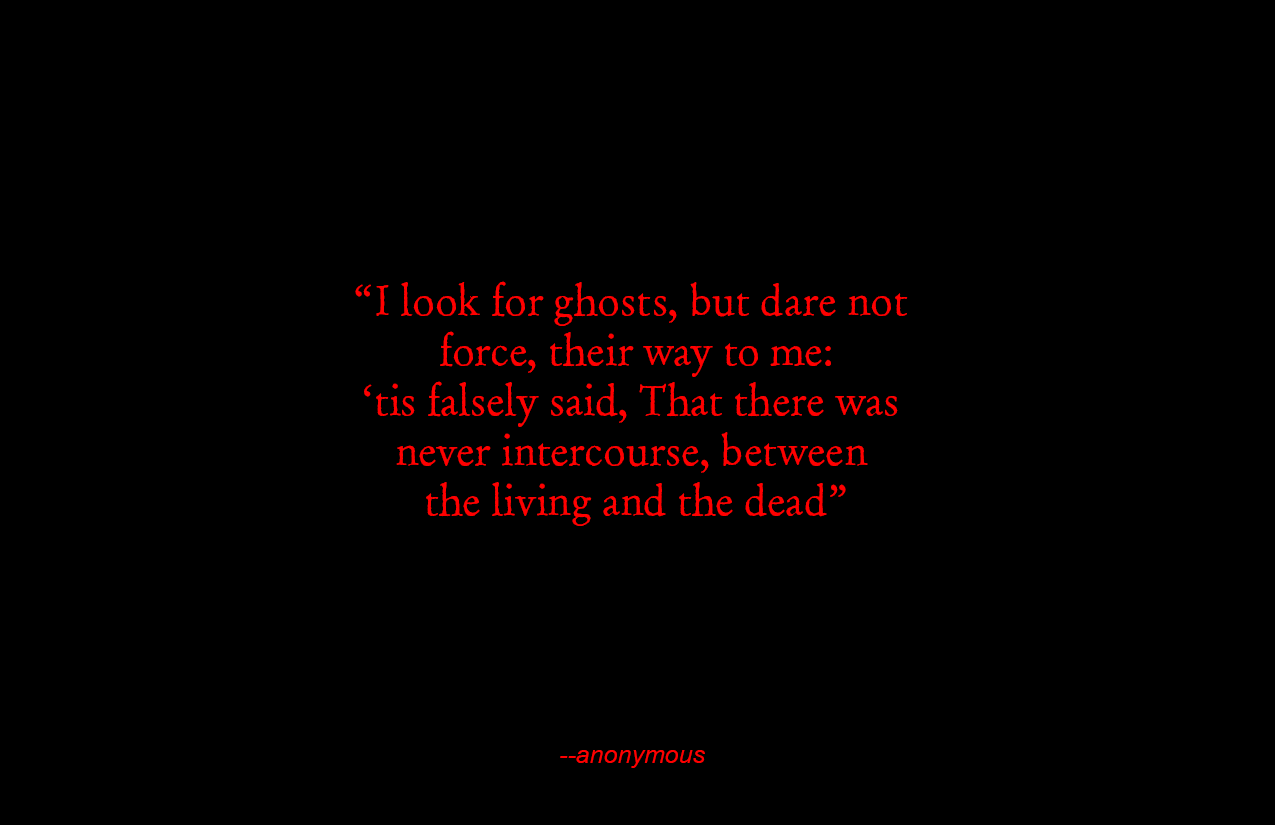 “I look for ghosts, but dare not
force, their way to me:
‘tis falsely said, That there was
never intercourse, between
the living and the dead”
--anonymous